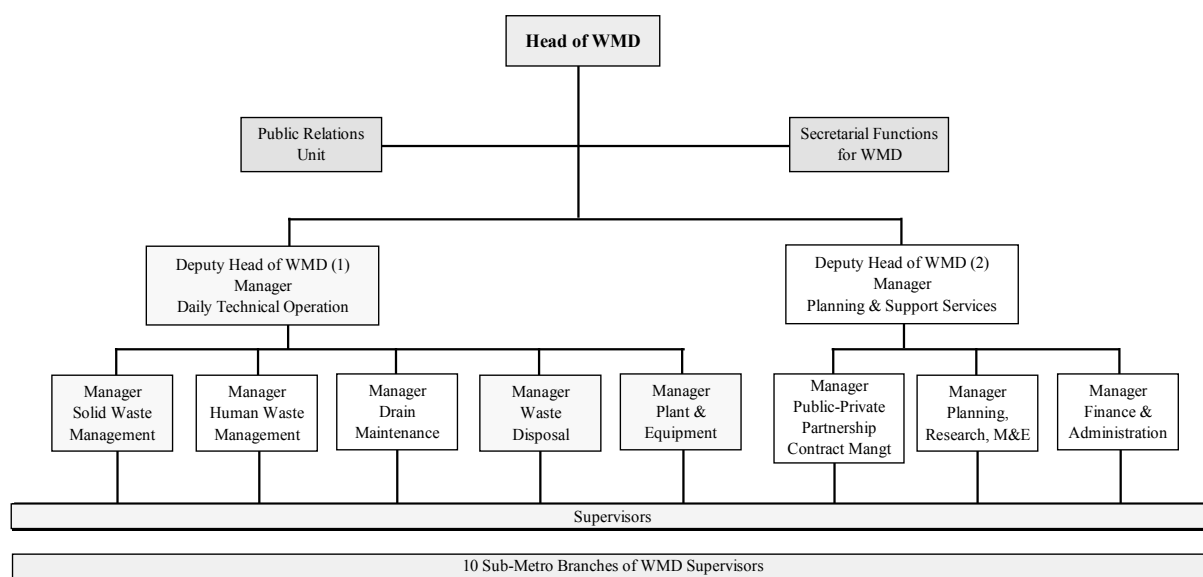 Head of WMD
Public Relations
Unit
Secretarial Functions
for WMD
Deputy Head of WMD (1)
Manager
Daily Technical Operation
Deputy Head of WMD (2)
Manager
Planning & Support Services
Manager
Solid Waste
Management
Manager
Human Waste
Management
Manager
Drain
Maintenance
Manager
Waste
Disposal
Manager
Plant &
Equipment
Manager
Public-Private
Partnership
Contract Mangt
Manager
Planning,
Research, M&E
Manager
Finance &
Administration
Supervisors
10 Sub-Metro Branches of WMD Supervisors